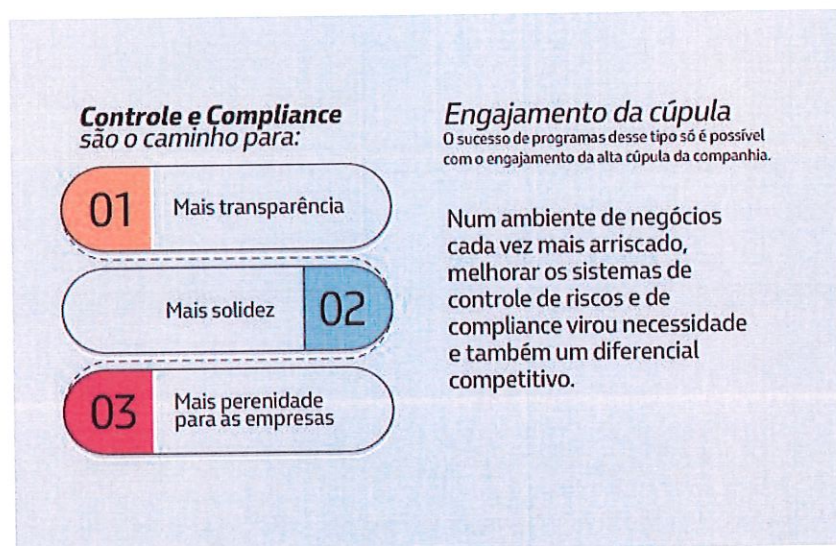 Controle e Compliance
são o caminho para:
01
Mais transparência
Mais solidez
02
03
Mais perenidade
para as empresas
Engajamento da cúpula
O sucesso de programas desse tipo só é possível
com o engajamento da alta cúpula da companhia.
Num ambiente de negócios
cada vez mais arriscado,
melhorar os sistemas de
controle de riscos e de
compliance virou necessidade
e também um diferencial
competitivo.